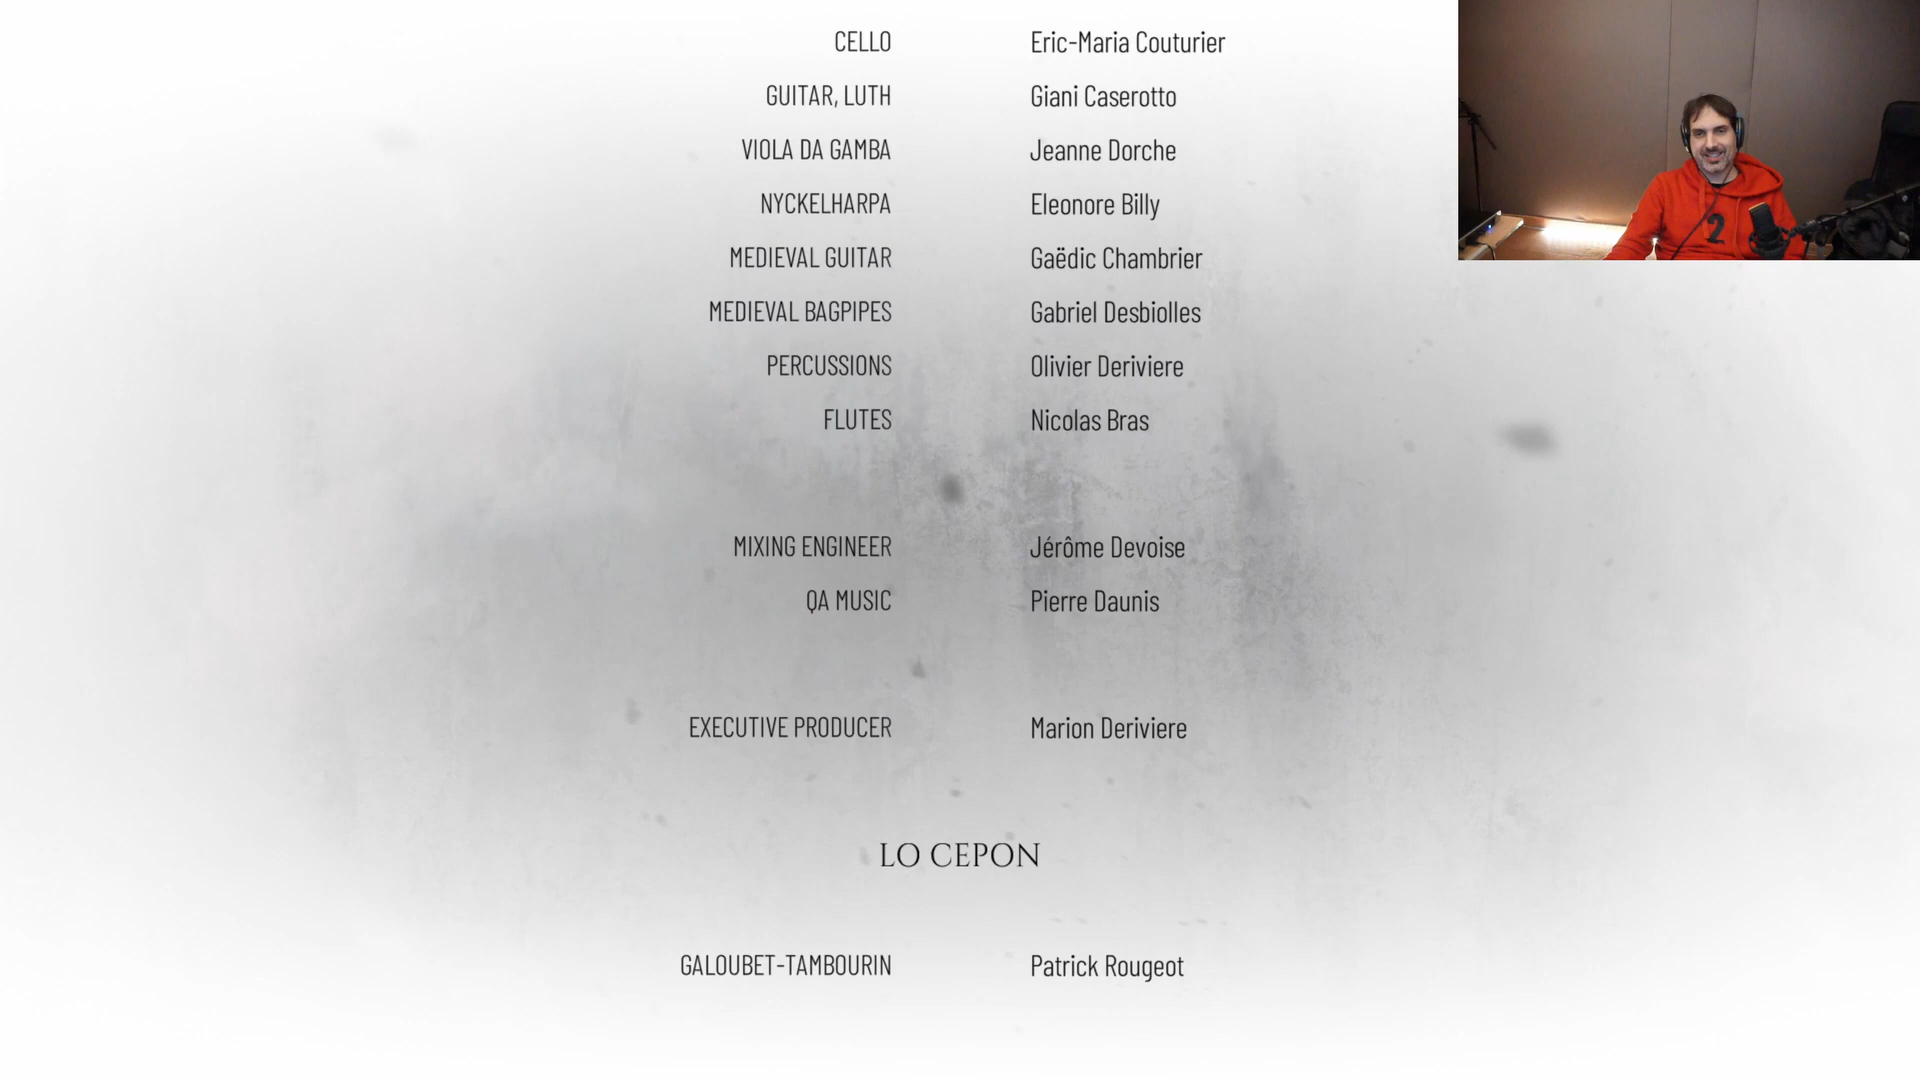 CELLO Eric-Maria Couturier
GUITAR, LUTH Giani Caserotto
VIOLA DA GAMBA Jeanne Dorche
NYCKELHARPA Eleonore Billy
MEDIEVAL GUITAR Gaëdic Chambrier
MEDIEVAL BAGPIPES Gabriel Desbiolles
PERCUSSIONS Olivier Deriviere
FLUTES Nicolas Bras
MIXING ENGINEER Jérôme Devoise
QA MUSIC Pierre Daunis
EXECUTIVE PRODUCER Marion Deriviere
LO CEPON
GALOUBET-TAMBOURIN Patrick Rougeot
2